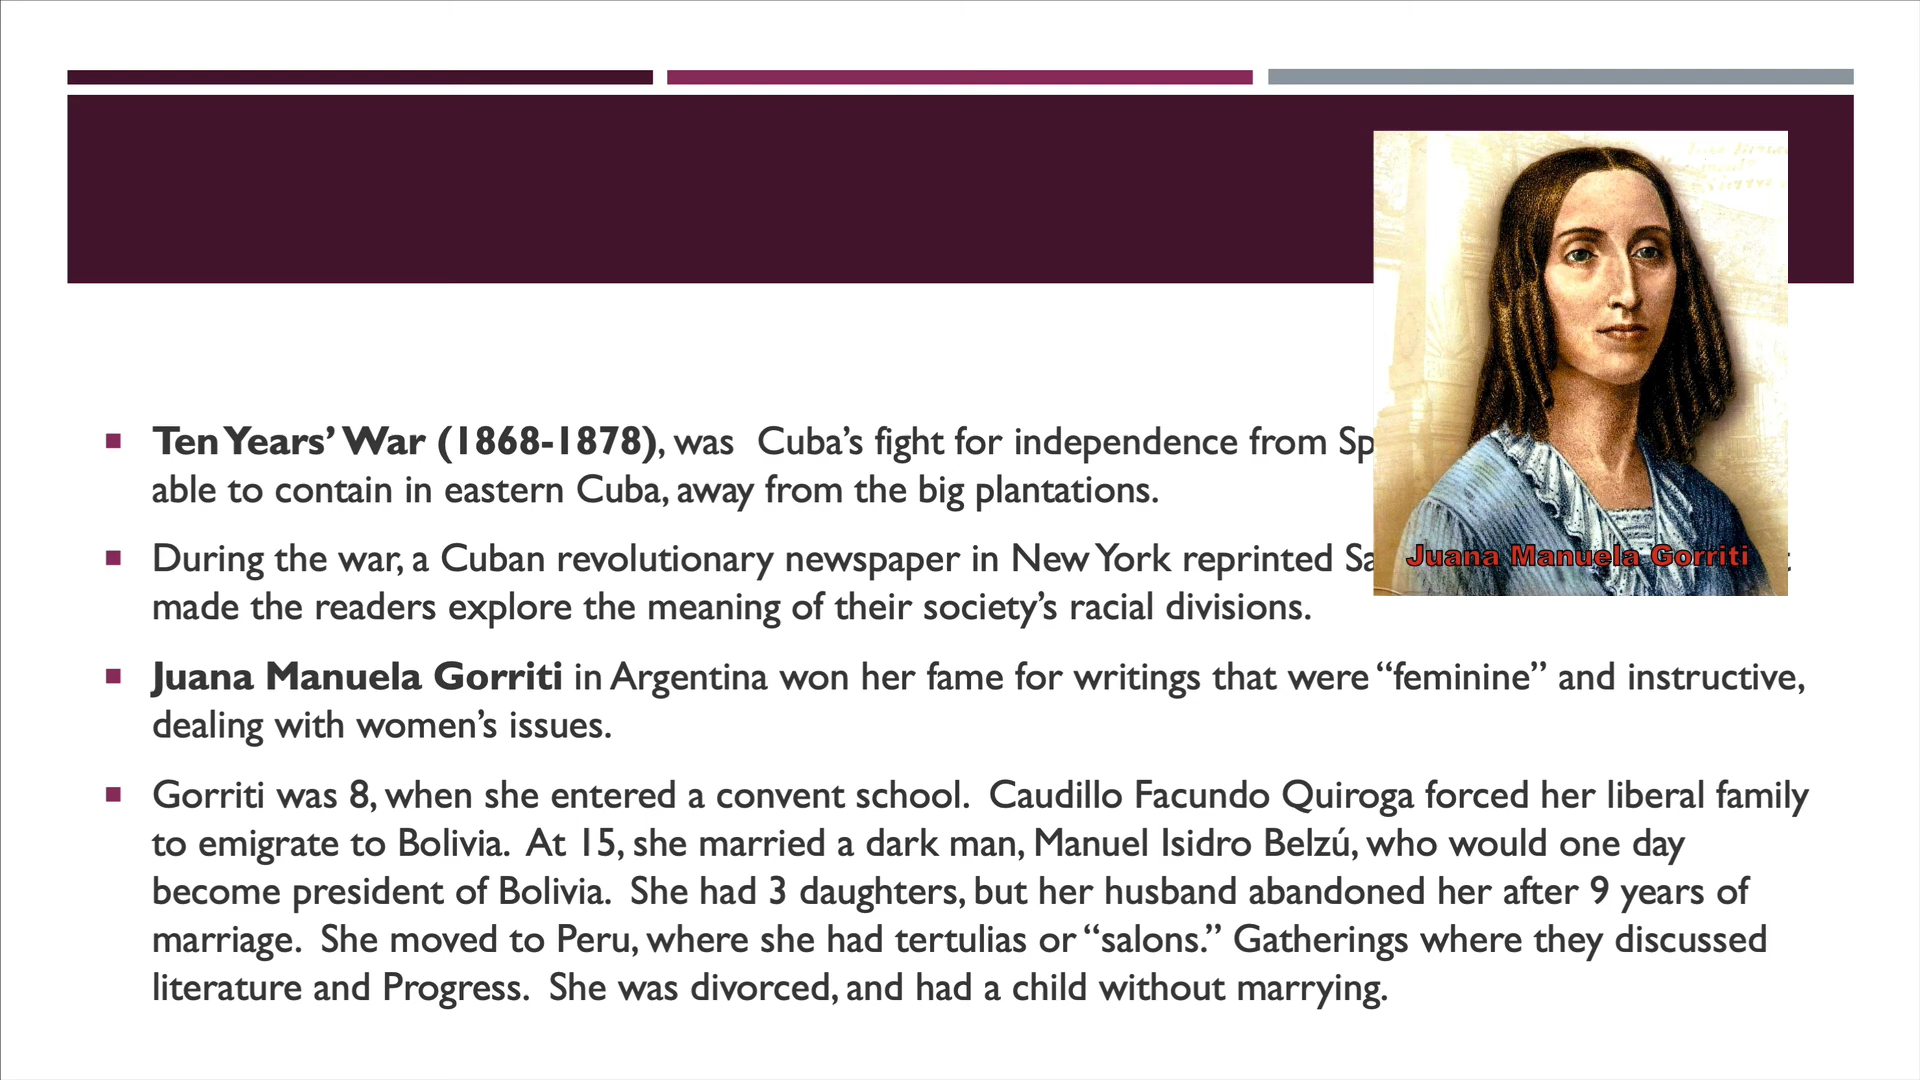 Ten Years' War (1868-1878), was  Cuba's fight for independence from
able to contain in eastern Cuba, away from the big plantations.
During the war, a Cuban revolutionary newspaper in New York reprinted
made the readers explore the meaning of their society's racial divisions.
Juana Manuela Gorriti
Juana Manuela Gorriti in Argentina won her fame for writings that were “feminine” and instructive,
dealing with women's issues.
Gorriti was 8, when she entered a convent school.  Caudillo Facundo Quiroga forced her liberal family
to emigrate to Bolivia.  At 15, she married a dark man, Manuel Isidro Belzú, who would one day
become president of Bolivia.  She had 3 daughters, but her husband abandoned her after 9 years of
marriage.  She moved to Peru, where she had tertulias or “salons.” Gatherings where they discussed
literature and Progress.  She was divorced, and had a child without marrying.